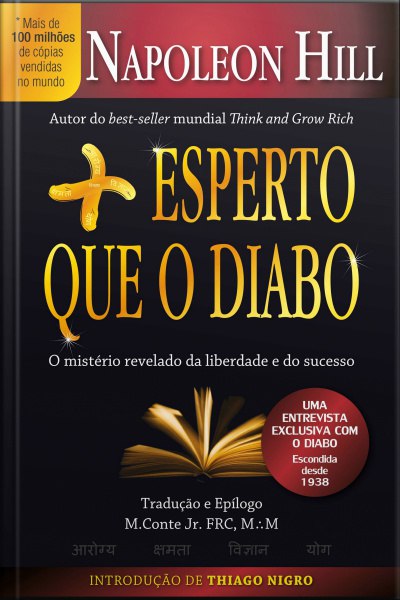 * Mais de
100 milhões
de cópias
vendidas
no mundo
NAPOLEON HILL
Autor do best-seller mundial Think and Grow Rich
+ ESPERTO
QUE O DIABO
O mistério revelado da liberdade e do sucesso
UMA
ENTREVISTA
EXCLUSIVA COM
O DIABO
Escondida
desde
1938
Tradução e Epílogo
M.Conte Jr. FRC, M∴M
आरोग्य क्षमता विज्ञान योग
INTRODUÇÃO DE THIAGO NIGRO